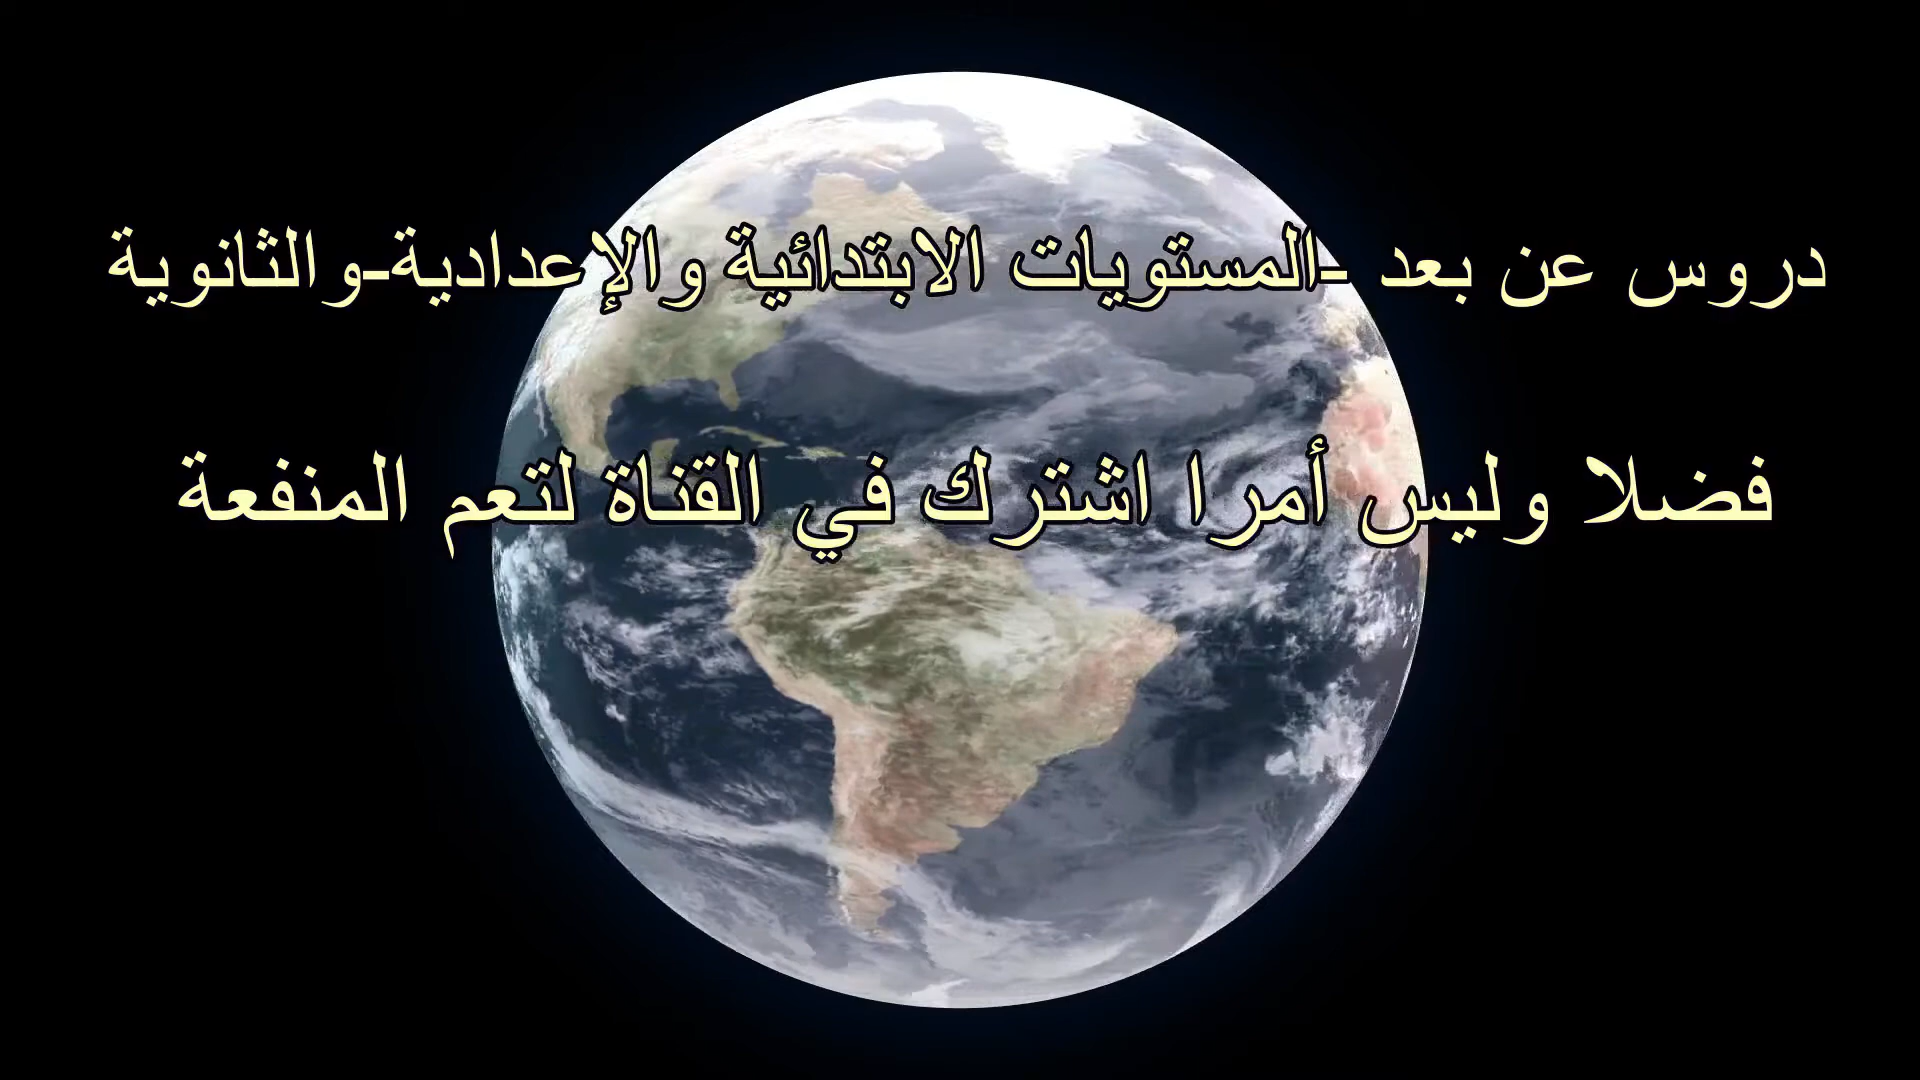 دروس عن بعد -المستويات الابتدائية والإعدادية-والثانوية
فضلا وليس أمرا اشترك في القناة لتعم المنفعة